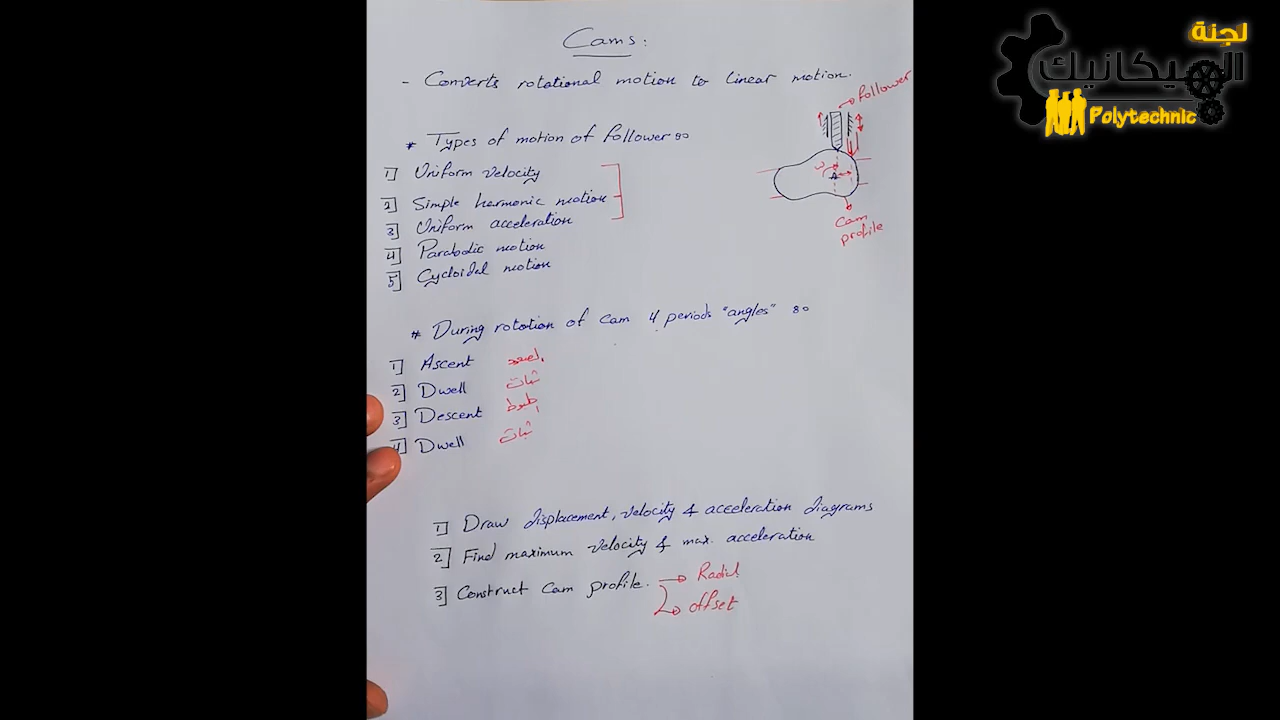 Cams:
- Converts rotational motion to linear motion.
follower
* Types of motion of follower :
1] Uniform velocity
2] Simple harmonic motion
3] Uniform acceleration
4] Parabolic motion
5] Cycloidal motion
ω
Cam
profile
* During rotation of cam 4 periods "angles" :
1] Ascent صعود
2] Dwell ثبات
3] Descent هبوط
4] Dwell ثبات
1] Draw displacement, velocity & acceleration diagrams
2] Find maximum velocity & max. acceleration
3] Construct cam profile. → Radial
→ offset
لجنة
الميكانيك
Polytechnic